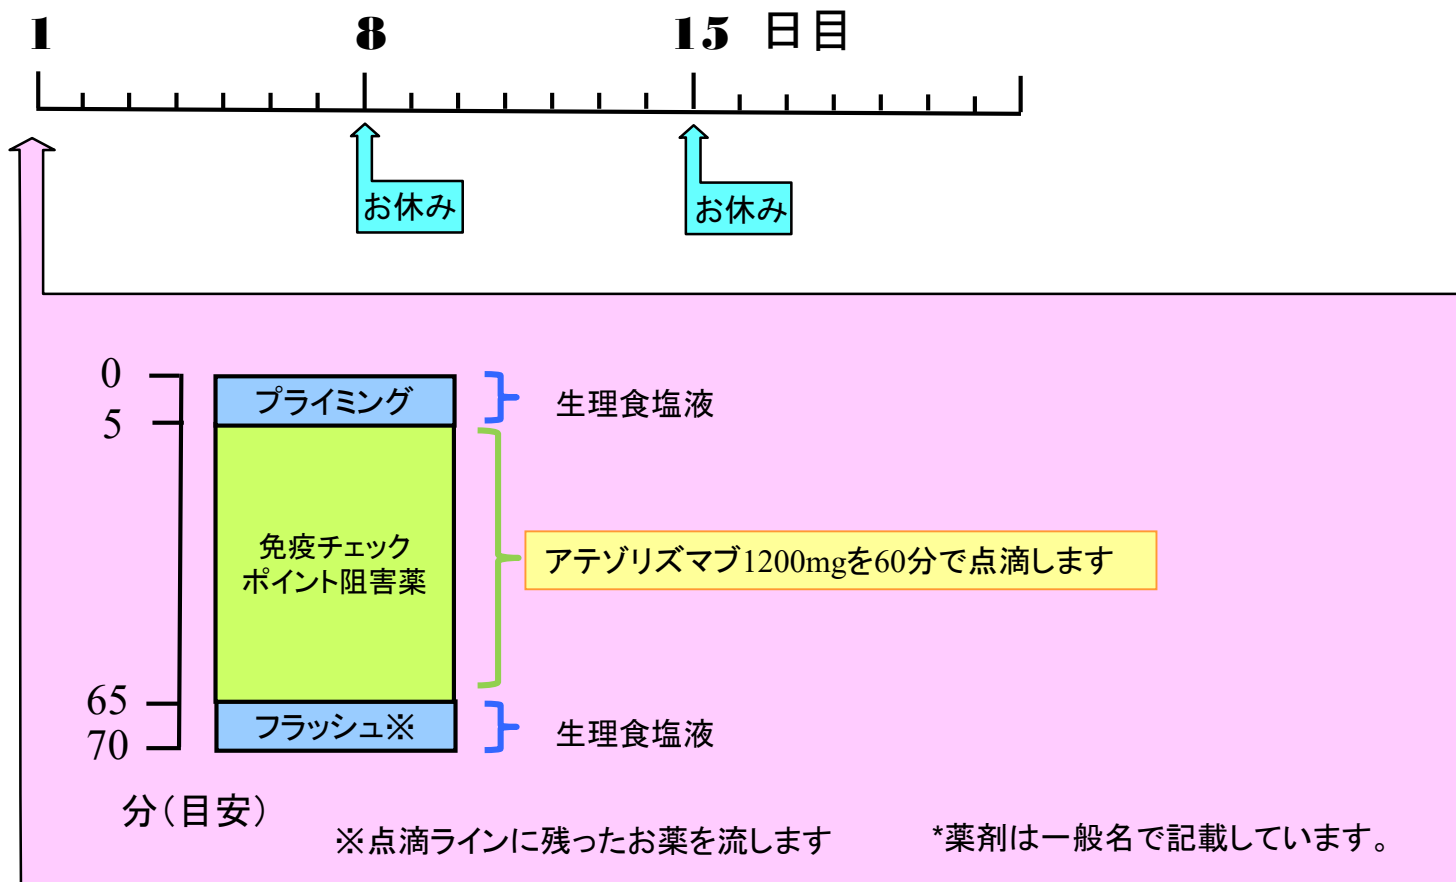 1 8 15 日目
お休み お休み
0
プライミング
生理食塩液
5
免疫チェック
ポイント阻害薬
アテゾリズマブ1200mgを60分で点滴します
65
フラッシュ※
生理食塩液
70
分(目安)
※点滴ラインに残ったお薬を流します
*薬剤は一般名で記載しています。